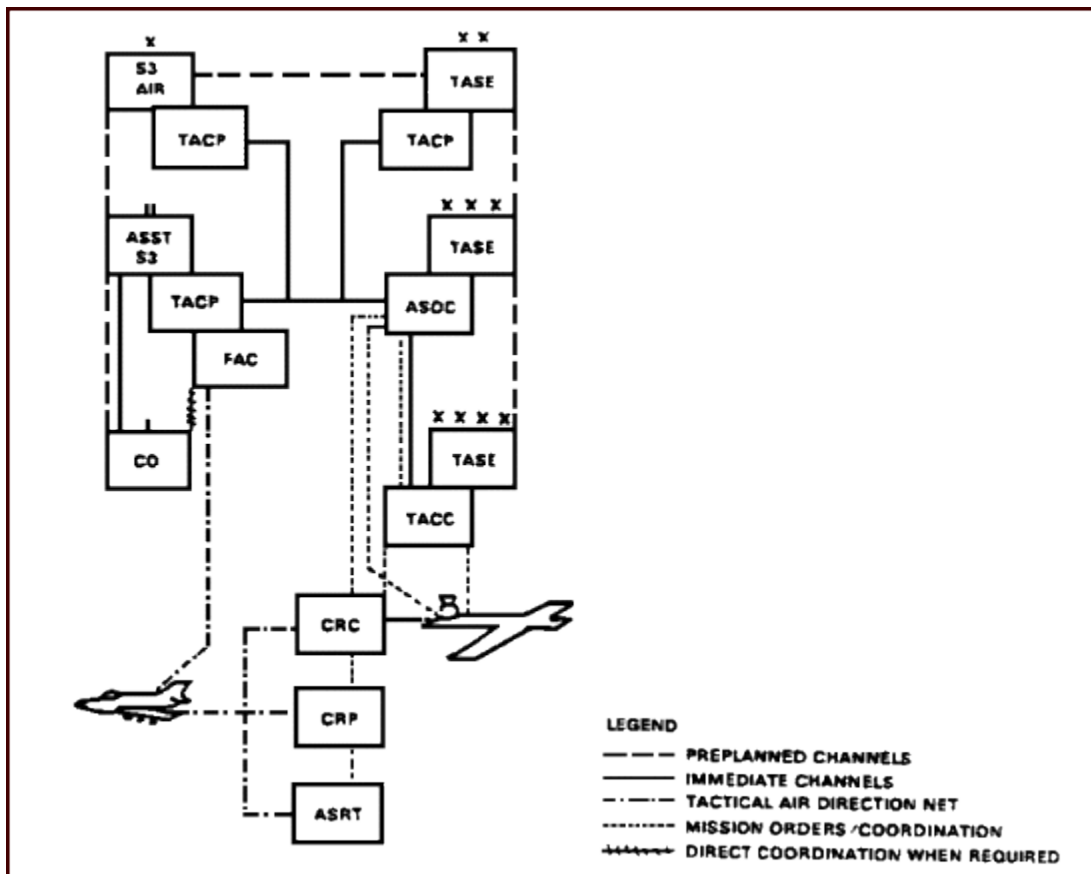 X
S3
AIR
X X
TASE
TACP
TACP
II
ASST
S3
X X X
TASE
TACP
ASOC
FAC
I
CO
X X X X
TASE
TACC
CRC
CRP
ASRT
LEGEND
PREPLANNED CHANNELS
IMMEDIATE CHANNELS
TACTICAL AIR DIRECTION NET
MISSION ORDERS/COORDINATION
DIRECT COORDINATION WHEN REQUIRED